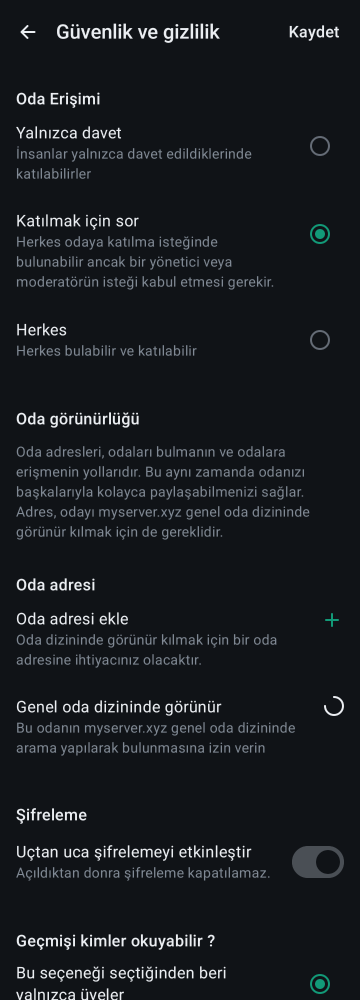 Güvenlik ve gizlilik
Kaydet
Oda Erişimi
Yalnızca davet
İnsanlar yalnızca davet edildiklerinde
katılabilirler
Katılmak için sor
Herkes odaya katılma isteğinde
bulunabilir ancak bir yönetici veya
moderatörün isteği kabul etmesi gerekir.
Herkes
Herkes bulabilir ve katılabilir
Oda görünürlüğü
Oda adresleri, odaları bulmanın ve odalara
erişmenin yollarıdır. Bu aynı zamanda odanızı
başkalarıyla kolayca paylaşabilmenizi sağlar.
Adres, odayı myserver.xyz genel oda dizininde
görünür kılmak için de gereklidir.
Oda adresi
Oda adresi ekle
Oda dizininde görünür kılmak için bir oda
adresine ihtiyacınız olacaktır.
Genel oda dizininde görünür
Bu odanın myserver.xyz genel oda dizininde
arama yapılarak bulunmasına izin verin
Şifreleme
Uçtan uca şifrelemeyi etkinleştir
Açıldıktan donra şifreleme kapatılamaz.
Geçmişi kimler okuyabilir ?
Bu seçeneği seçtiğinden beri
yalnızca üyeler